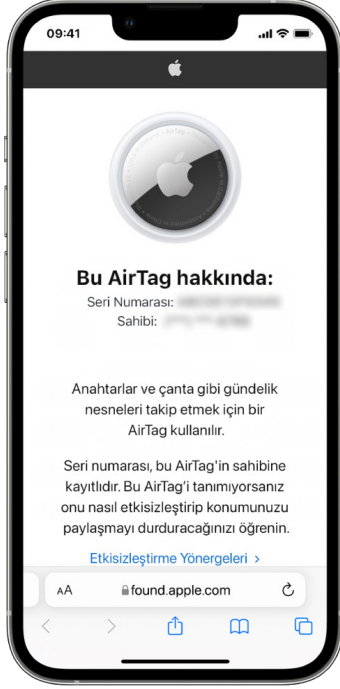 09:41
Bu AirTag hakkında:
Seri Numarası:
Sahibi:
Anahtarlar ve çanta gibi gündelik
nesneleri takip etmek için bir
AirTag kullanılır.
Seri numarası, bu AirTag'in sahibine
kayıtlıdır. Bu AirTag'i tanımıyorsanız
onu nasıl etkisizleştirip konumunuzu
paylaşmayı durduracağınızı öğrenin.
Etkisizleştirme Yönergeleri >
AA found.apple.com